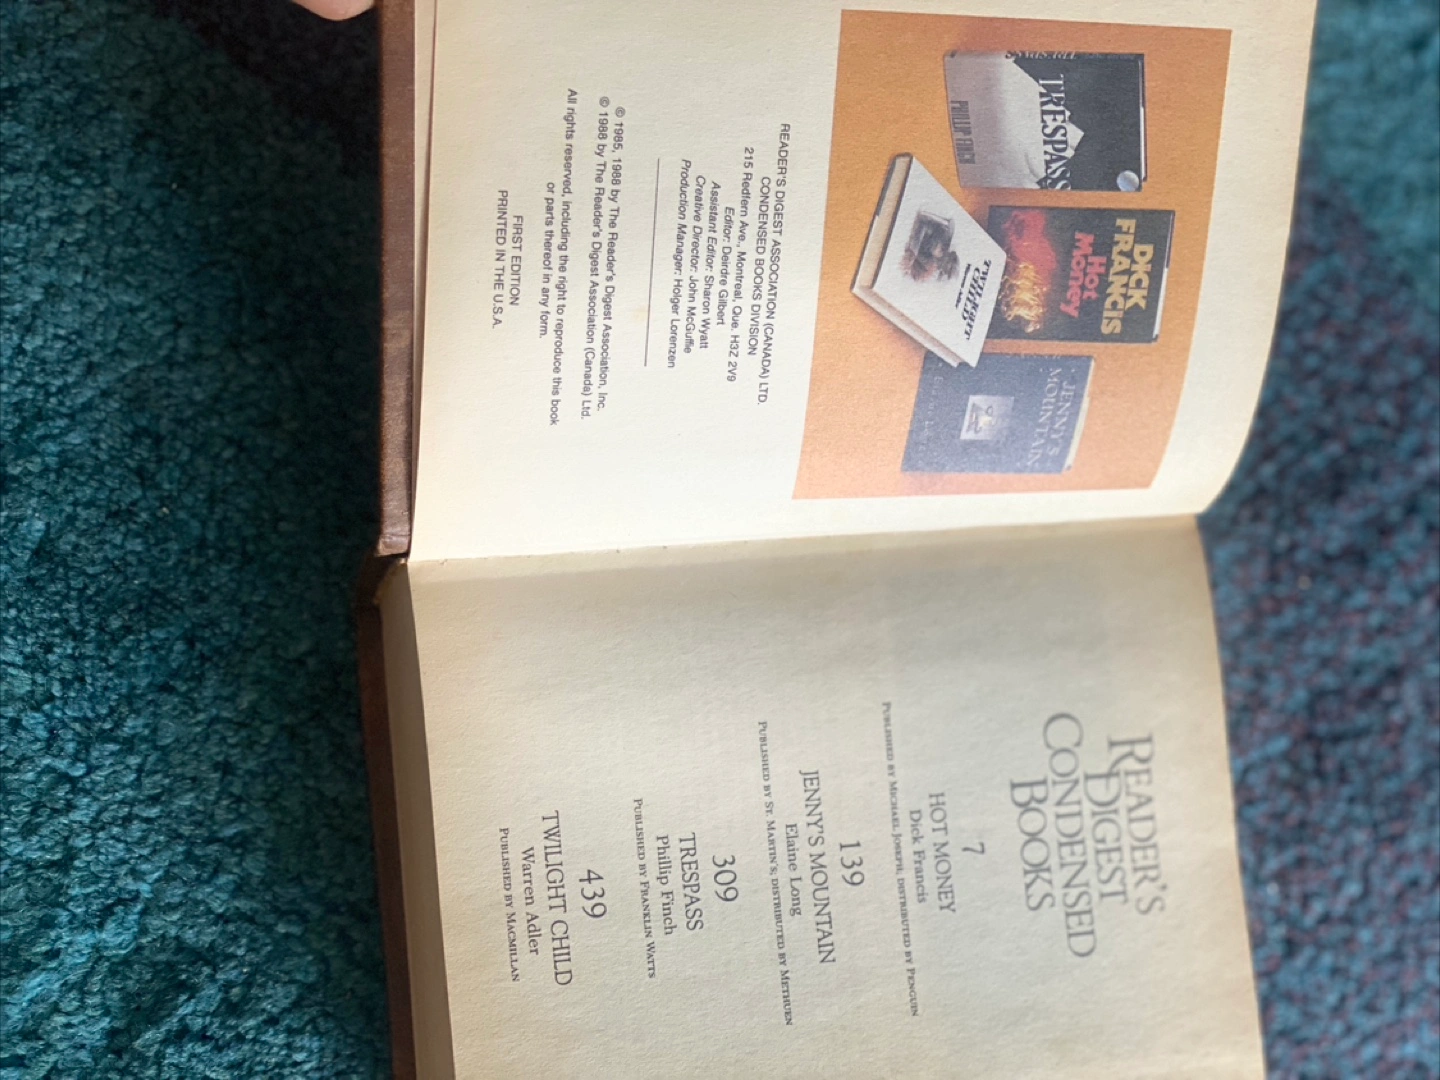 TRESPASS
PHILLIP FINCH
DICK
FRANCIS
Hot
Money
TWILIGHT
CHILD
JENNY'S
MOUNTAIN
READER'S DIGEST ASSOCIATION (CANADA) LTD.
CONDENSED BOOKS DIVISION
215 Redfern Ave., Montreal, Que. H3Z 2V9
Editor: Deirdre Gilbert
Assistant Editor: Sharon Wyatt
Creative Director: John McGuffie
Production Manager: Holger Lorenzen
© 1985, 1988 by The Reader's Digest Association, Inc.
© 1988 by The Reader's Digest Association (Canada) Ltd.
All rights reserved, including the right to reproduce this book
or parts thereof in any form.
FIRST EDITION
PRINTED IN THE U.S.A.
READER'S
DIGEST
CONDENSED
BOOKS
7
HOT MONEY
Dick Francis
PUBLISHED BY MICHAEL JOSEPH; DISTRIBUTED BY PENGUIN
139
JENNY'S MOUNTAIN
Elaine Long
PUBLISHED BY ST. MARTIN'S; DISTRIBUTED BY METHUEN
309
TRESPASS
Phillip Finch
PUBLISHED BY FRANKLIN WATTS
439
TWILIGHT CHILD
Warren Adler
PUBLISHED BY MACMILLAN